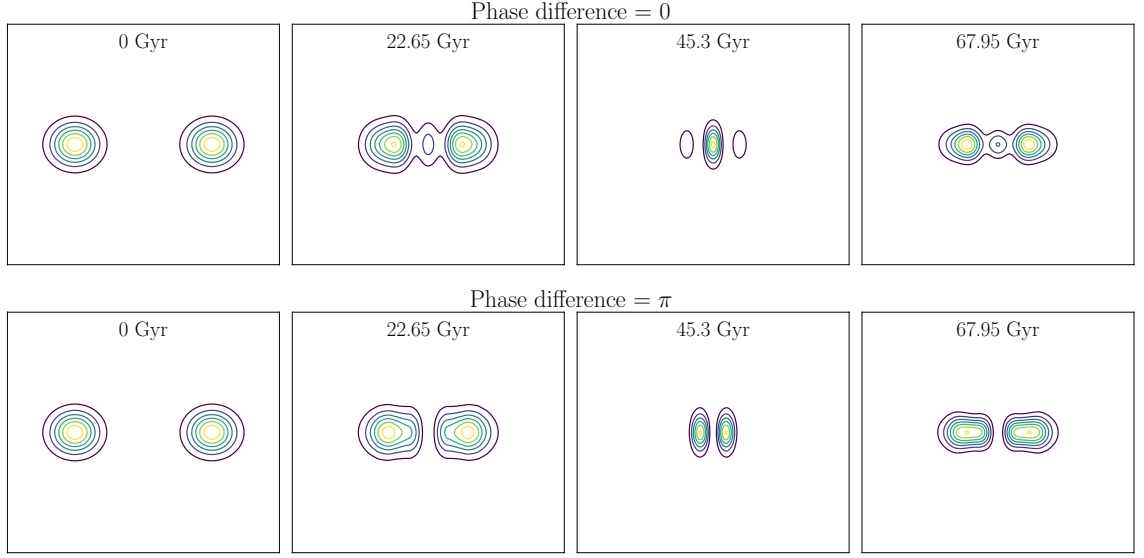 Phase difference = 0
0 Gyr
22.65 Gyr
45.3 Gyr
67.95 Gyr
Phase difference = π
0 Gyr
22.65 Gyr
45.3 Gyr
67.95 Gyr